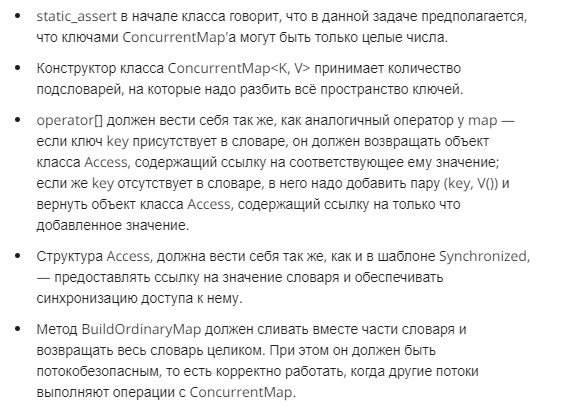 static_assert в начале класса говорит, что в данной задаче предполагается,
что ключами ConcurrentMap'а могут быть только целые числа.
Конструктор класса ConcurrentMap<K, V> принимает количество
подсловарей, на которые надо разбить всё пространство ключей.
operator[] должен вести себя так же, как аналогичный оператор у map —
если ключ key присутствует в словаре, он должен возвращать объект
класса Access, содержащий ссылку на соответствующее ему значение;
если же key отсутствует в словаре, в него надо добавить пару (key, V()) и
вернуть объект класса Access, содержащий ссылку на только что
добавленное значение.
Структура Access, должна вести себя так же, как и в шаблоне Synchronized,
— предоставлять ссылку на значение словаря и обеспечивать
синхронизацию доступа к нему.
Метод BuildOrdinaryMap должен сливать вместе части словаря и
возвращать весь словарь целиком. При этом он должен быть
потокобезопасным, то есть корректно работать, когда другие потоки
выполняют операции с ConcurrentMap.